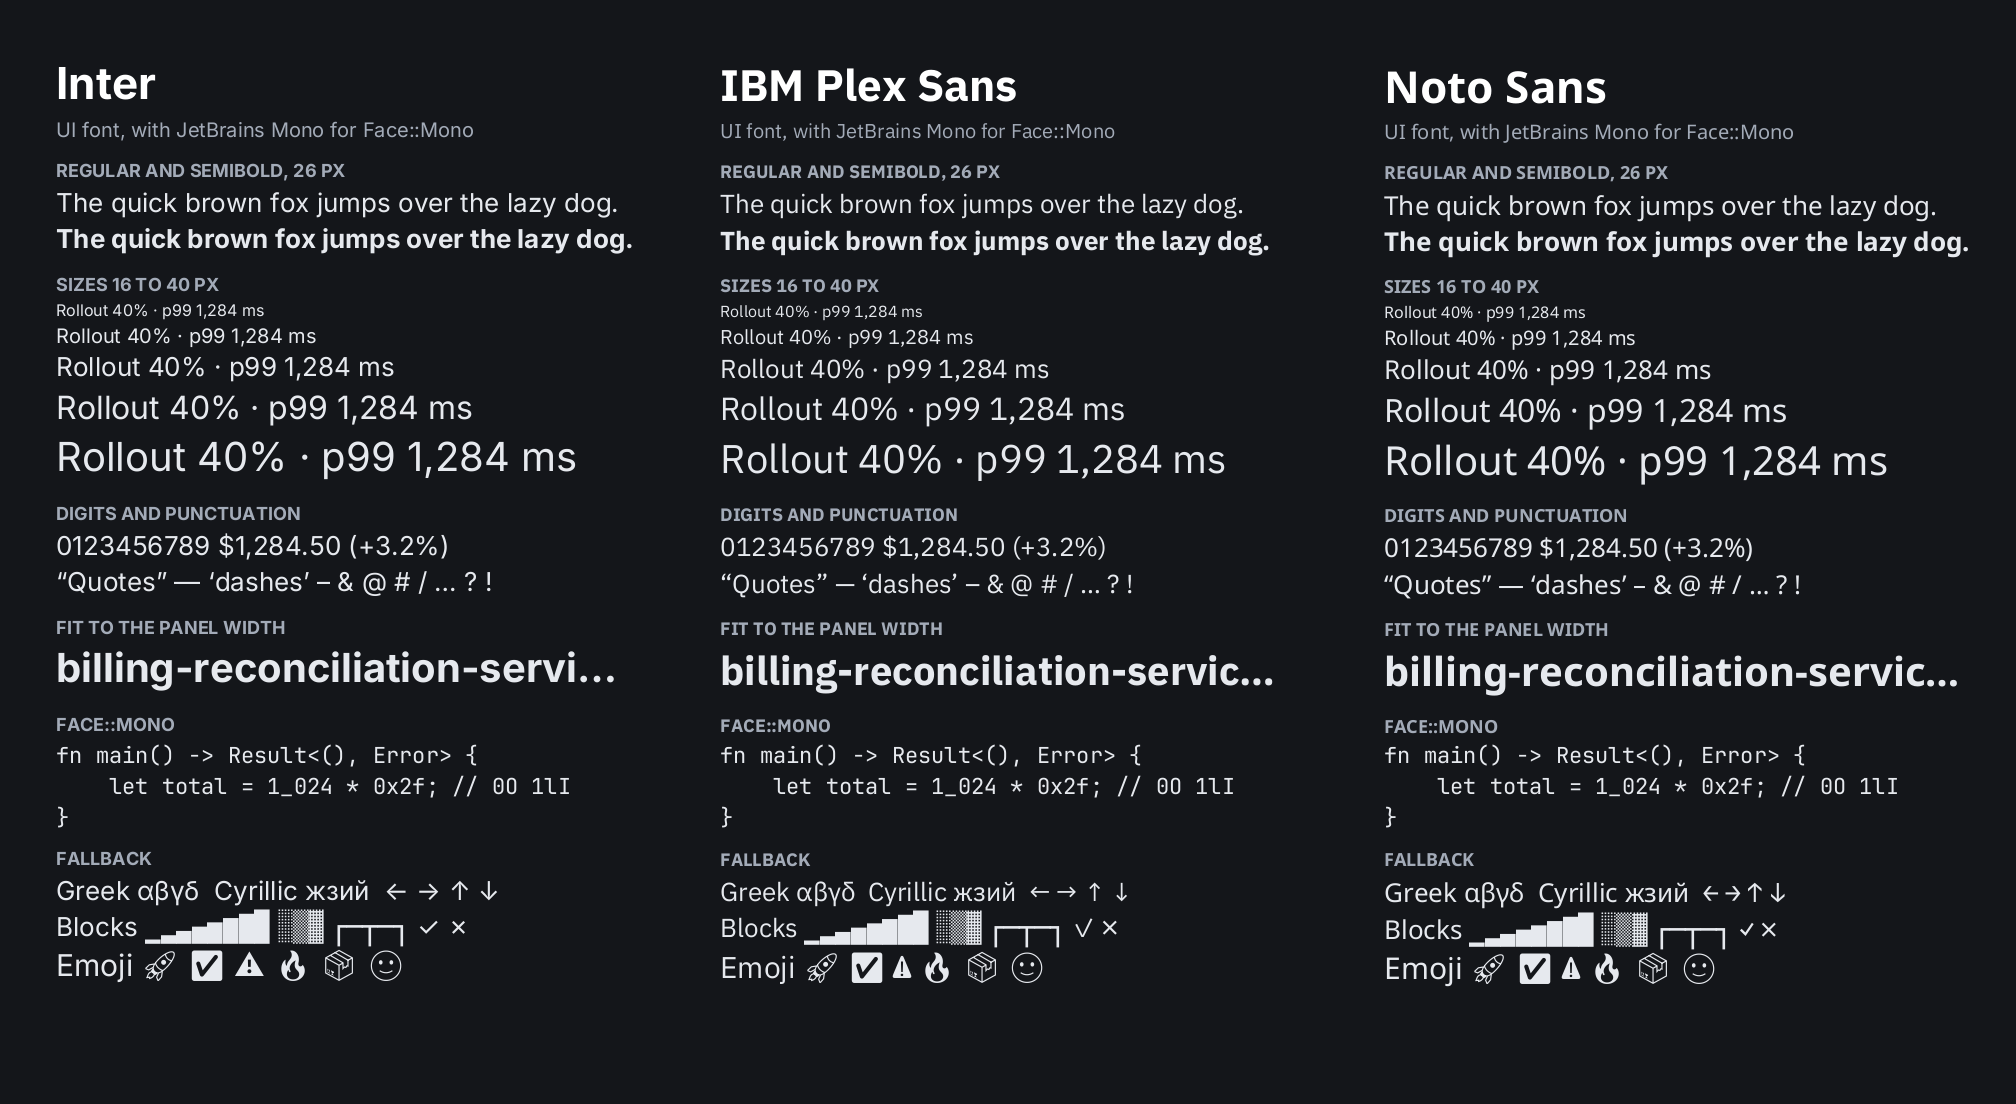 Inter
UI font, with JetBrains Mono for Face::Mono
REGULAR AND SEMIBOLD, 26 PX
The quick brown fox jumps over the lazy dog.
The quick brown fox jumps over the lazy dog.
SIZES 16 TO 40 PX
Rollout 40% · p99 1,284 ms
Rollout 40% · p99 1,284 ms
Rollout 40% · p99 1,284 ms
Rollout 40% · p99 1,284 ms
Rollout 40% · p99 1,284 ms
DIGITS AND PUNCTUATION
0123456789 $1,284.50 (+3.2%)
“Quotes” — ‘dashes’ – & @ # / … ? !
FIT TO THE PANEL WIDTH
billing-reconciliation-servi…
FACE::MONO
fn main() -> Result<(), Error> {
    let total = 1_024 * 0x2f; // 0O 1lI
}
FALLBACK
Greek αβγδ  Cyrillic жзий  ← → ↑ ↓
Blocks ▁▂▃▄▅▆▇█ ░▒▓ ┌┬┐ ✓ ✕
Emoji 🚀 ☑ ⚠ 🔥 📦 🙂
IBM Plex Sans
UI font, with JetBrains Mono for Face::Mono
REGULAR AND SEMIBOLD, 26 PX
The quick brown fox jumps over the lazy dog.
The quick brown fox jumps over the lazy dog.
SIZES 16 TO 40 PX
Rollout 40% · p99 1,284 ms
Rollout 40% · p99 1,284 ms
Rollout 40% · p99 1,284 ms
Rollout 40% · p99 1,284 ms
Rollout 40% · p99 1,284 ms
DIGITS AND PUNCTUATION
0123456789 $1,284.50 (+3.2%)
“Quotes” — ‘dashes’ – & @ # / … ? !
FIT TO THE PANEL WIDTH
billing-reconciliation-servic…
FACE::MONO
fn main() -> Result<(), Error> {
    let total = 1_024 * 0x2f; // 0O 1lI
}
FALLBACK
Greek αβγδ  Cyrillic жзий  ← → ↑ ↓
Blocks ▁▂▃▄▅▆▇█ ░▒▓ ┌┬┐ ✓ ✕
Emoji 🚀 ☑ ⚠ 🔥 📦 🙂
Noto Sans
UI font, with JetBrains Mono for Face::Mono
REGULAR AND SEMIBOLD, 26 PX
The quick brown fox jumps over the lazy dog.
The quick brown fox jumps over the lazy dog.
SIZES 16 TO 40 PX
Rollout 40% · p99 1,284 ms
Rollout 40% · p99 1,284 ms
Rollout 40% · p99 1,284 ms
Rollout 40% · p99 1,284 ms
Rollout 40% · p99 1,284 ms
DIGITS AND PUNCTUATION
0123456789 $1,284.50 (+3.2%)
“Quotes” — ‘dashes’ – & @ # / … ? !
FIT TO THE PANEL WIDTH
billing-reconciliation-servic…
FACE::MONO
fn main() -> Result<(), Error> {
    let total = 1_024 * 0x2f; // 0O 1lI
}
FALLBACK
Greek αβγδ  Cyrillic жзий  ← → ↑ ↓
Blocks ▁▂▃▄▅▆▇█ ░▒▓ ┌┬┐ ✓ ✕
Emoji 🚀 ☑ ⚠ 🔥 📦 🙂